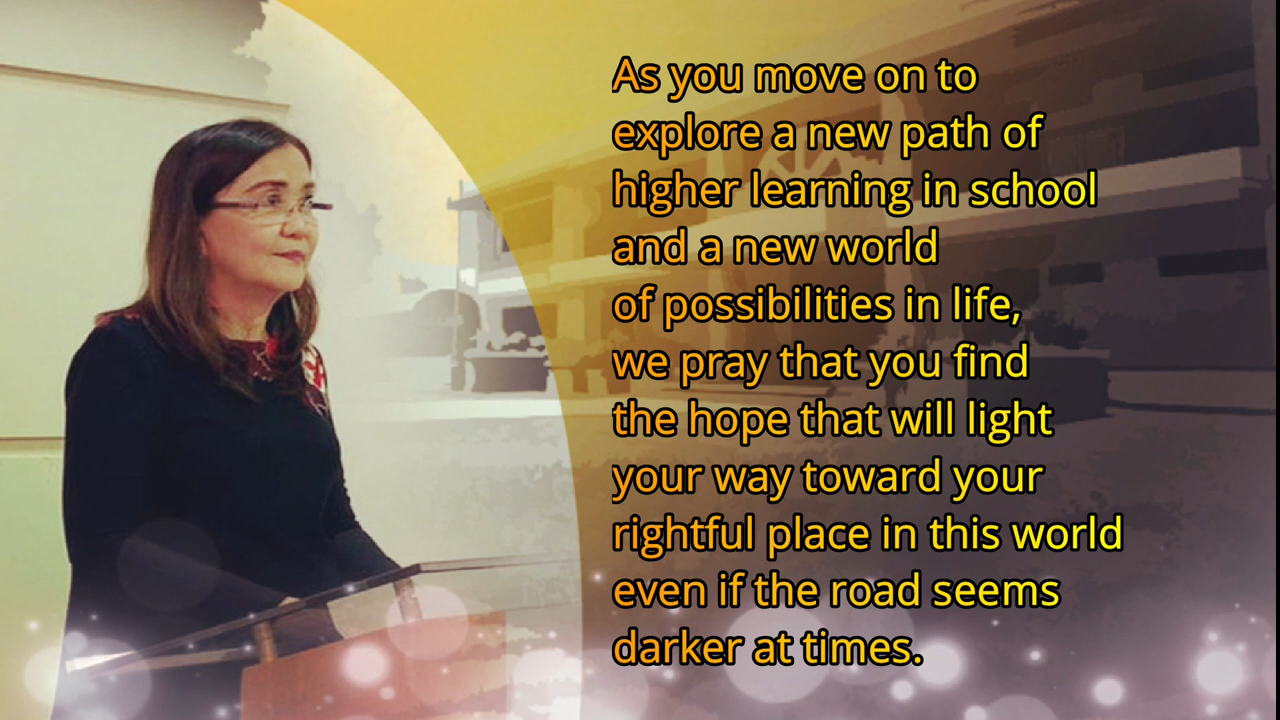 As you move on to
explore a new path of
higher learning in school
and a new world
of possibilities in life,
we pray that you find
the hope that will light
your way toward your
rightful place in this world
even if the road seems
darker at times.